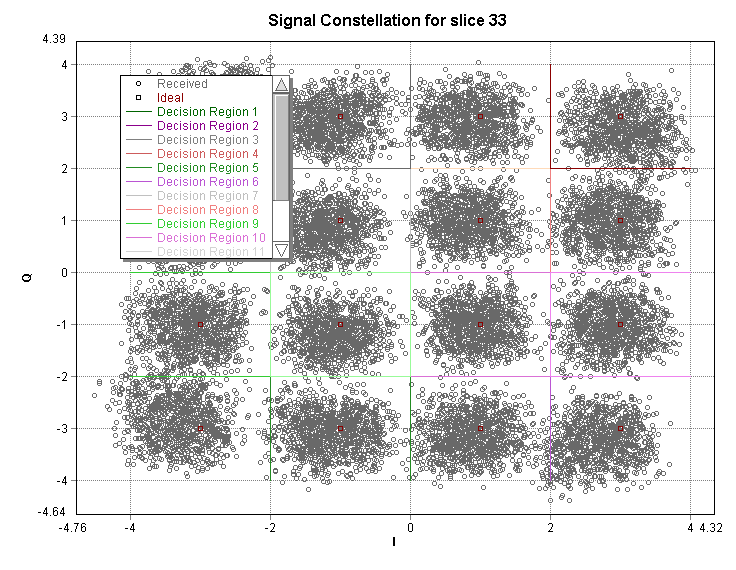 Signal Constellation for slice 33
4.39
4
Received
Ideal
3
Decision Region 1
Decision Region 2
Decision Region 3
Decision Region 4
2
Decision Region 5
Decision Region 6
Decision Region 7
Decision Region 8
1
Decision Region 9
Decision Region 10
Decision Region 11
0
Q
-1
-2
-3
-4
-4.64
-4.76 -4 -2 0 2 4 4.32
I